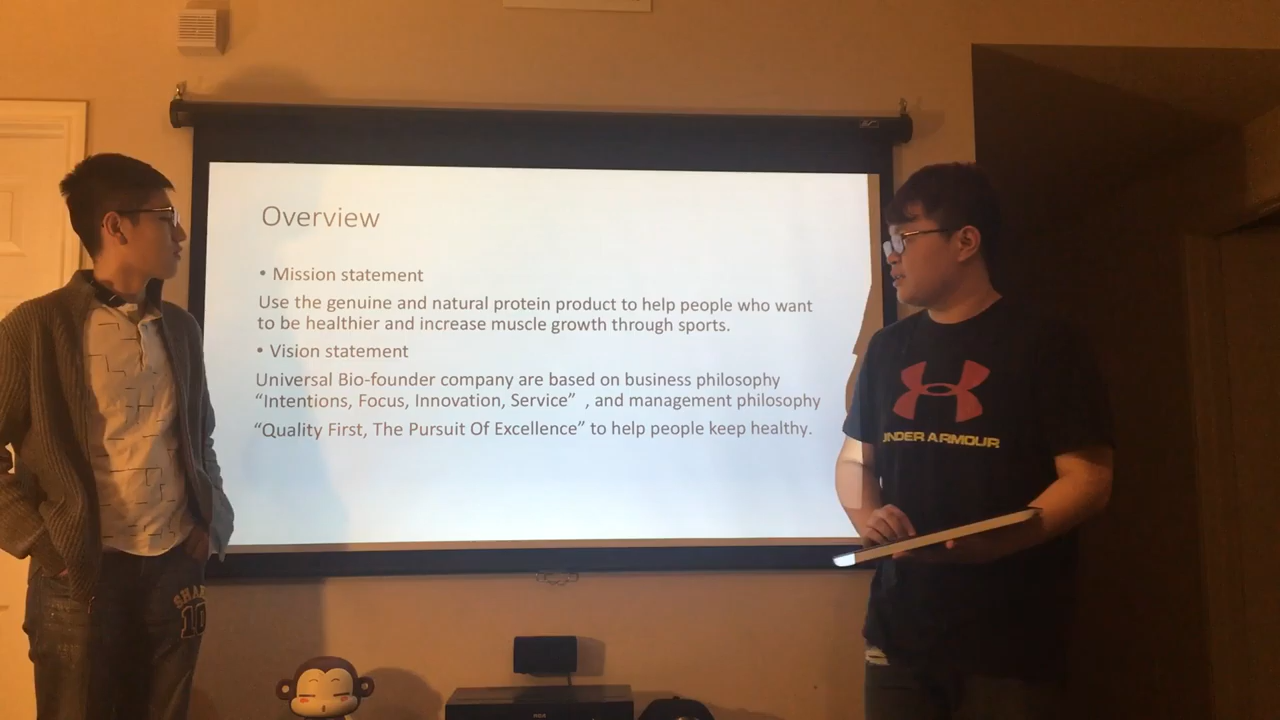 Overview
• Mission statement
Use the genuine and natural protein product to help people who want
to be healthier and increase muscle growth through sports.
• Vision statement
Universal Bio-founder company are based on business philosophy
“Intentions, Focus, Innovation, Service” , and management philosophy
“Quality First, The Pursuit Of Excellence” to help people keep healthy.
UNDER ARMOUR
10